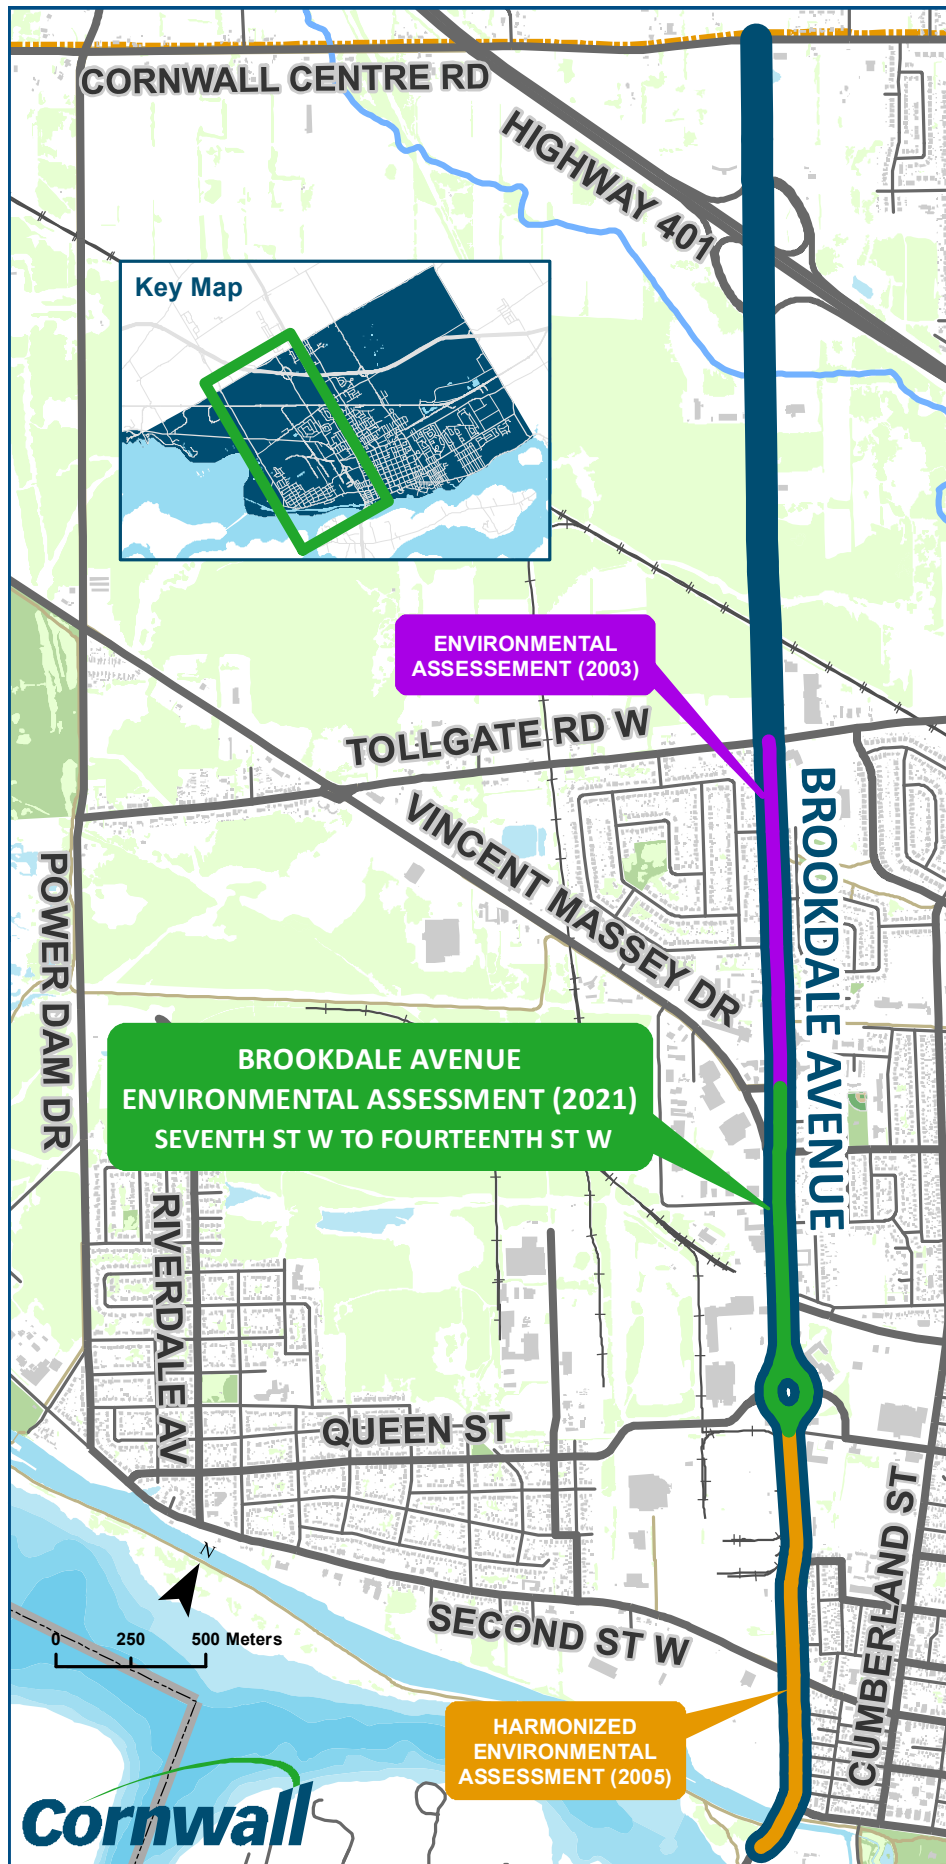 CORNWALL CENTRE RD
HIGHWAY 401
Key Map
ENVIRONMENTAL
ASSESSEMENT (2003)
TOLLGATE RD W
BROOKDALE AVENUE
VINCENT MASSEY DR
POWER DAM DR
BROOKDALE AVENUE
ENVIRONMENTAL ASSESSMENT (2021)
SEVENTH ST W TO FOURTEENTH ST W
RIVERDALE AV
QUEEN ST
CUMBERLAND ST
N
SECOND ST W
0 250 500 Meters
HARMONIZED
ENVIRONMENTAL
ASSESSMENT (2005)
Cornwall